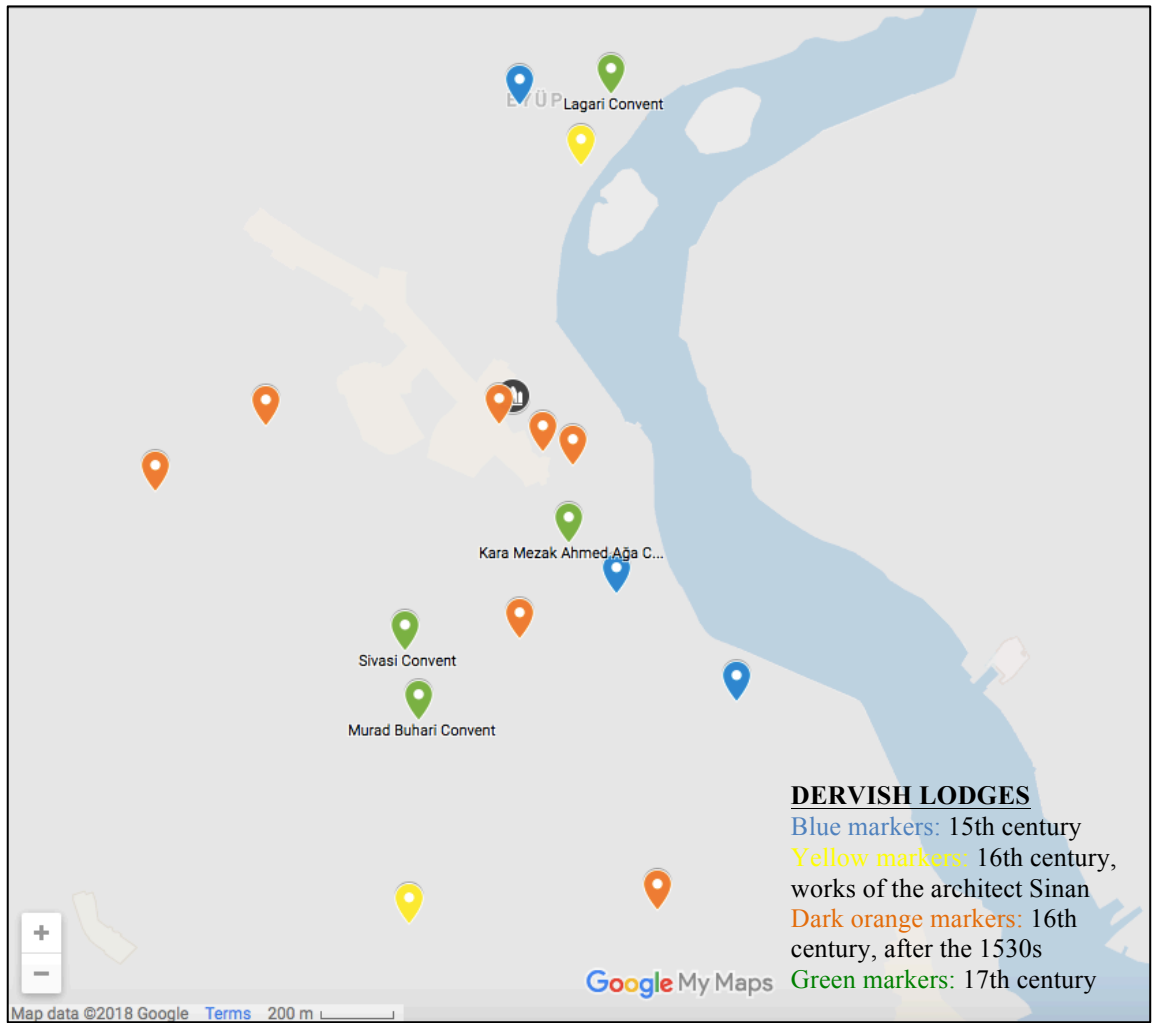 EYÜP
Lagari Convent
Kara Mezak Ahmed Ağa C...
Sivasi Convent
Murad Buhari Convent
DERVISH LODGES
Blue markers: 15th century
Yellow markers: 16th century,
works of the architect Sinan
Dark orange markers: 16th
century, after the 1530s
Green markers: 17th century
+
−
Google My Maps
Map data ©2018 Google Terms 200 m